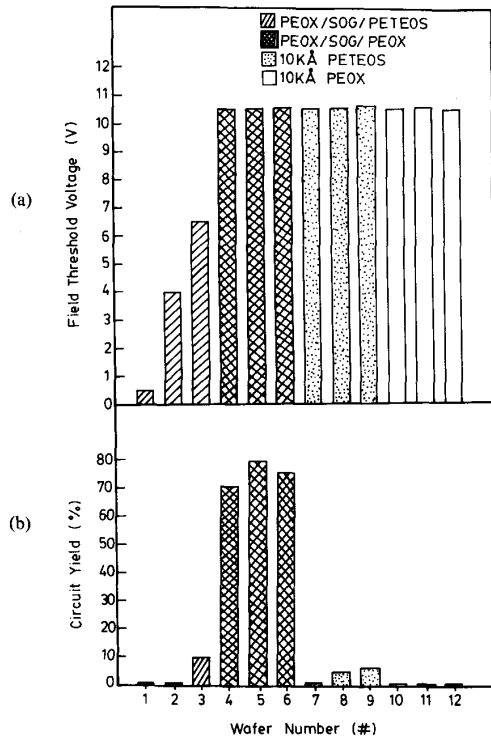 PEOX/SOG/PETEOS
PEOX/SOG/PEOX
10KÅ PETEOS
10KÅ PEOX
(a)
Field Threshold Voltage (V)
12
11
10
9
8
7
6
5
4
3
2
1
0
(b)
Circuit Yield (%)
80
70
60
50
40
30
20
10
0
1 2 3 4 5 6 7 8 9 10 11 12
Wafer Number (#)